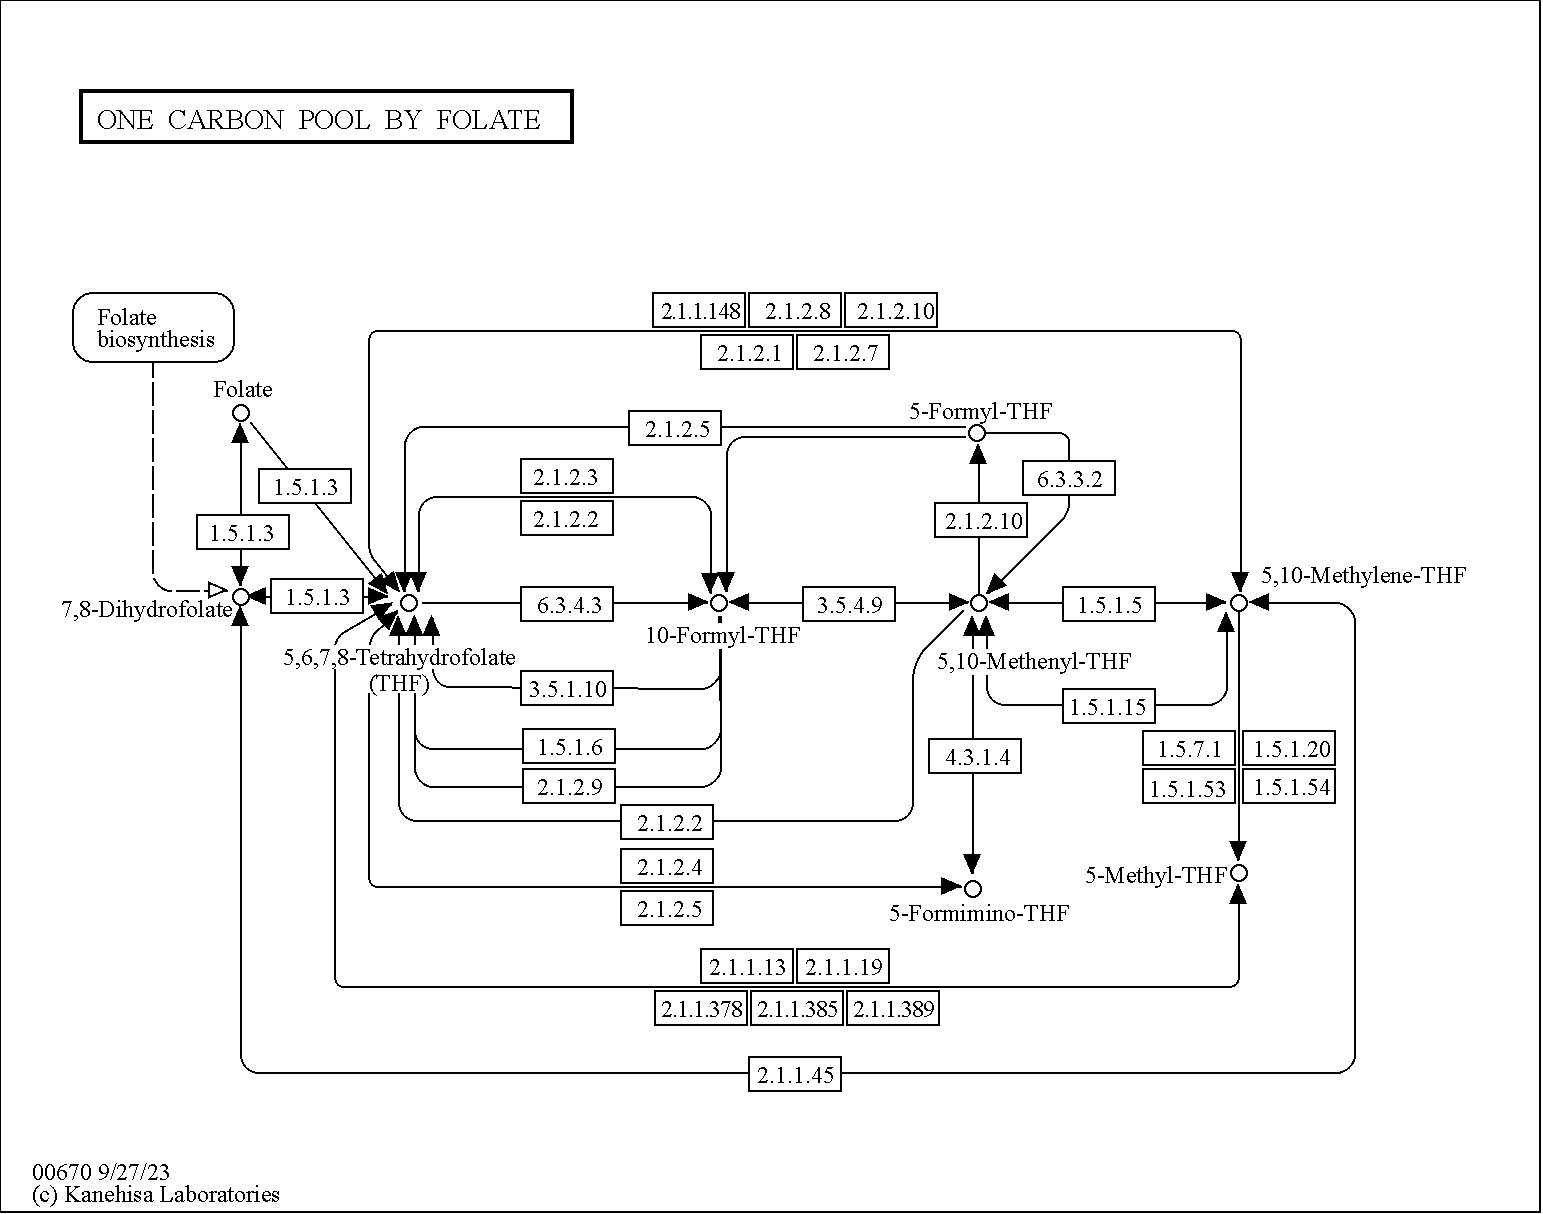 ONE CARBON POOL BY FOLATE
2.1.1.148
2.1.2.8
2.1.2.10
Folate
biosynthesis
2.1.2.1
2.1.2.7
Folate
5-Formyl-THF
2.1.2.5
2.1.2.3
6.3.3.2
1.5.1.3
2.1.2.2
2.1.2.10
1.5.1.3
5,10-Methylene-THF
1.5.1.3
6.3.4.3
3.5.4.9
1.5.1.5
7,8-Dihydrofolate
10-Formyl-THF
5,6,7,8-Tetrahydrofolate
(THF)
5,10-Methenyl-THF
3.5.1.10
1.5.1.15
1.5.1.6
4.3.1.4
1.5.7.1
1.5.1.20
2.1.2.9
1.5.1.53
1.5.1.54
2.1.2.2
2.1.2.4
5-Methyl-THF
2.1.2.5
5-Formimino-THF
2.1.1.13
2.1.1.19
2.1.1.378
2.1.1.385
2.1.1.389
2.1.1.45
00670 9/27/23
(c) Kanehisa Laboratories